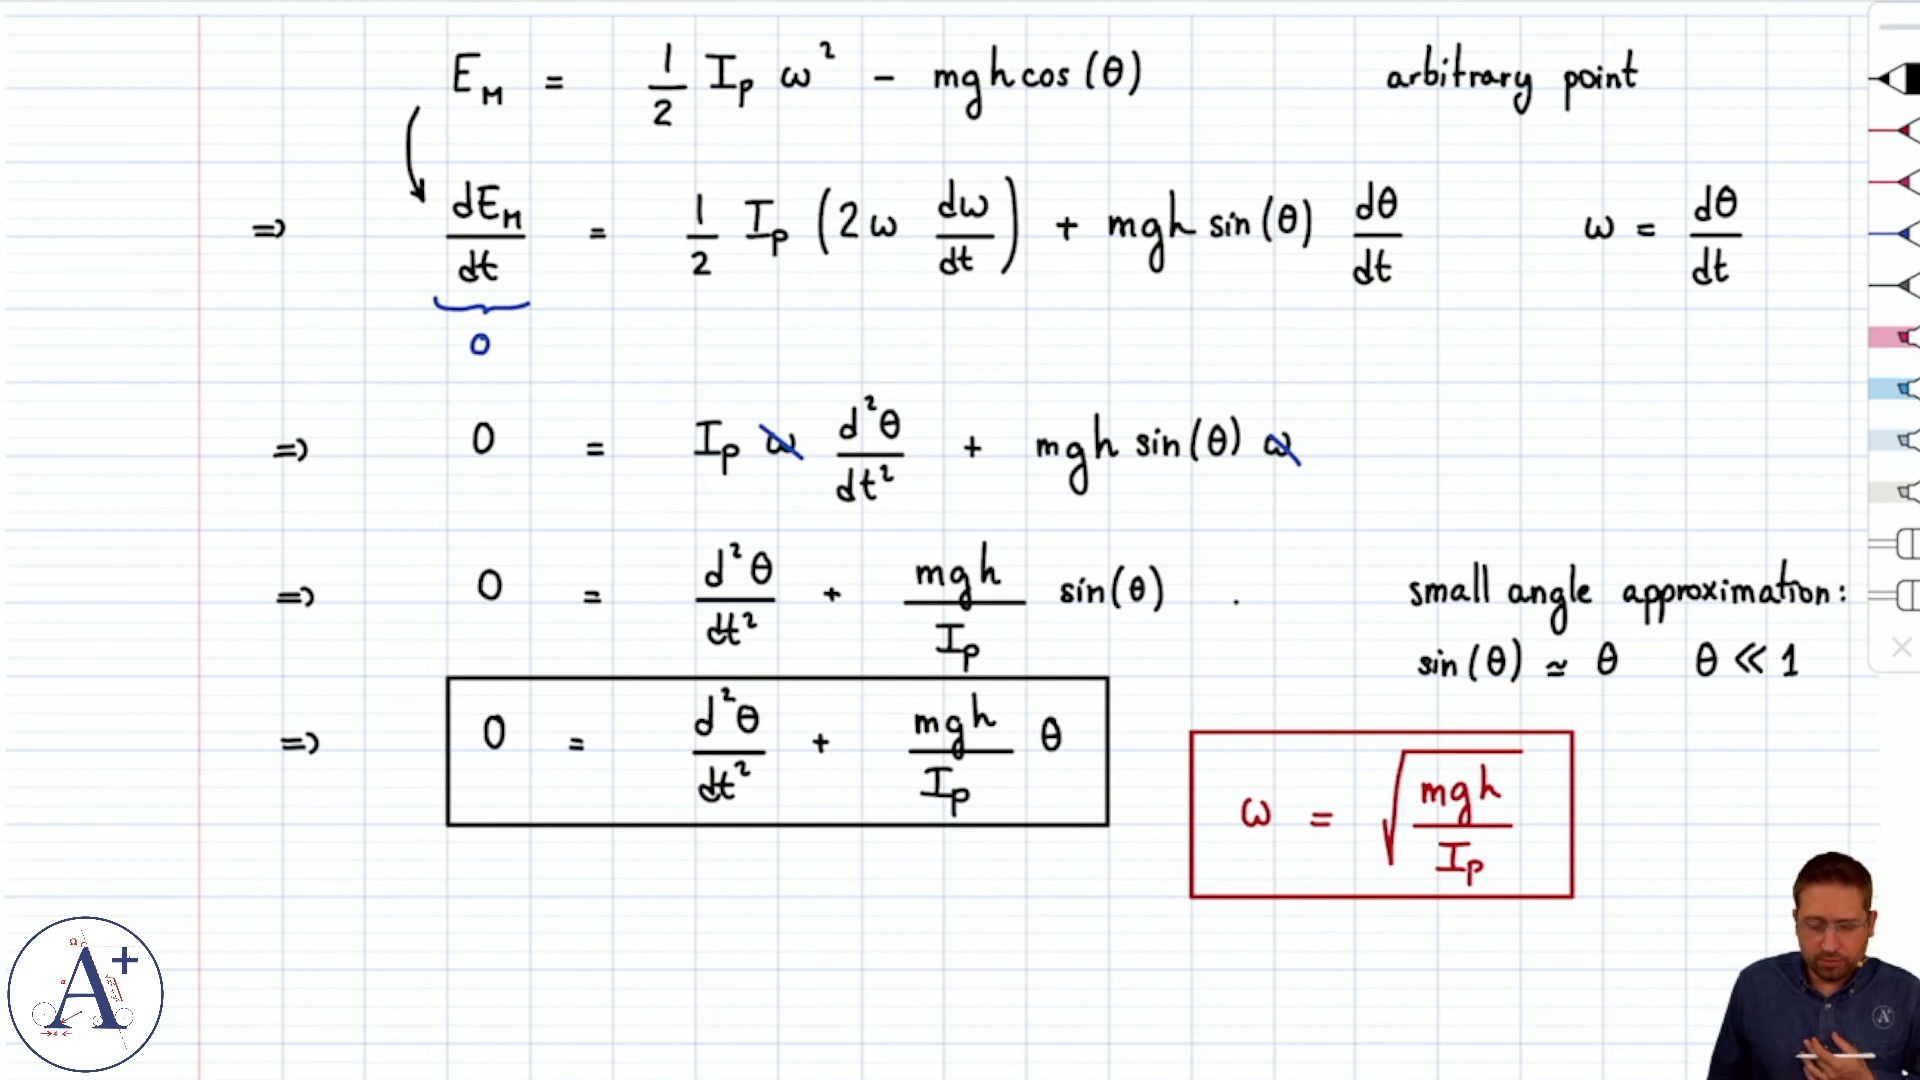 E_M = 1/2 I_p ω² - mgh cos(θ) arbitrary point
=> dE_M/dt = 1/2 I_p (2ω dω/dt) + mgh sin(θ) dθ/dt ω = dθ/dt
0
=> 0 = I_p ω d²θ/dt² + mgh sin(θ) ω
=> 0 = d²θ/dt² + mgh/I_p sin(θ) . small angle approximation:
sin(θ) ≃ θ θ ≪ 1
=> 0 = d²θ/dt² + mgh/I_p θ
ω = √(mgh/I_p)
A+